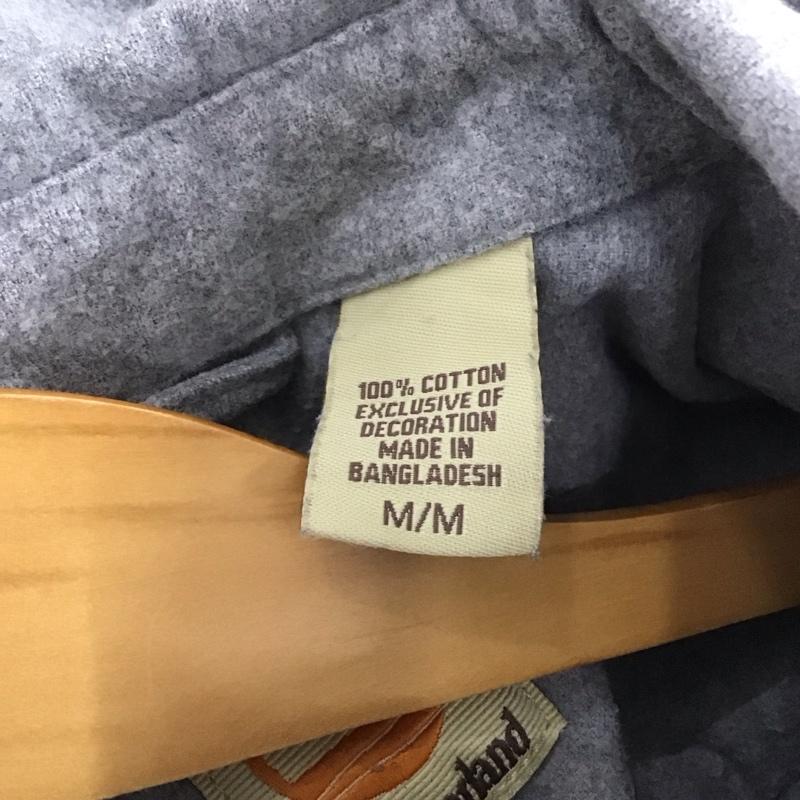 100% COTTON
EXCLUSIVE OF
DECORATION
MADE IN
BANGLADESH
M/M